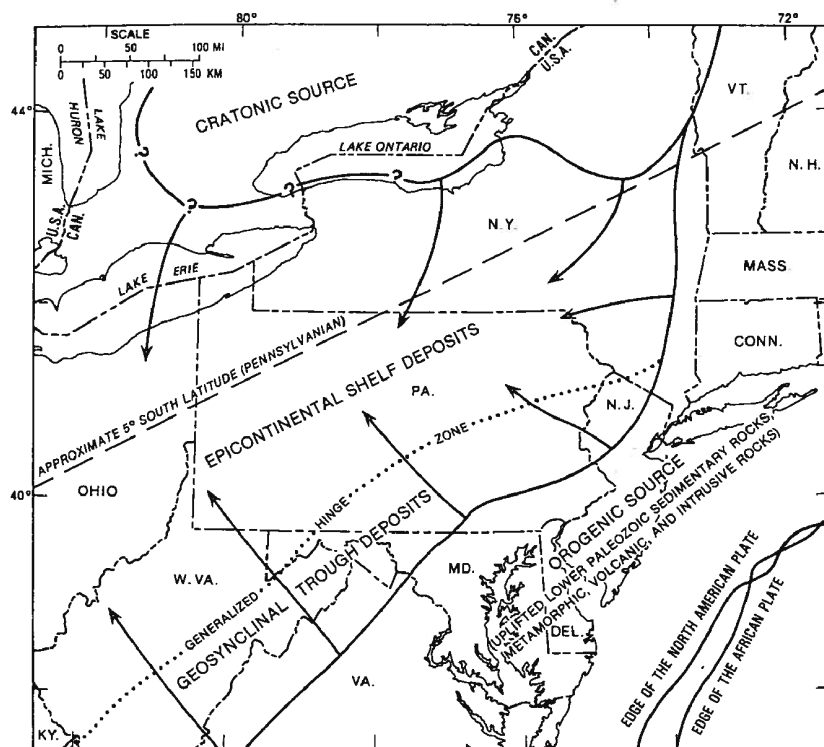 80°
76°
72°
SCALE
0 50 100 MI
0 50 100 150 KM
CAN.
U.S.A.
VT.
44°
LAKE
HURON
MICH.
CRATONIC SOURCE
LAKE ONTARIO
N.H.
?
?
?
?
U.S.A.
CAN.
N.Y.
MASS.
LAKE ERIE
CONN.
APPROXIMATE 5° SOUTH LATITUDE (PENNSYLVANIAN)
EPICONTINENTAL SHELF DEPOSITS
PA.
N.J.
GENERALIZED HINGE ZONE
40°
OHIO
GEOSYNCLINAL TROUGH DEPOSITS
OROGENIC SOURCE
(UPLIFTED LOWER PALEOZOIC SEDIMENTARY ROCKS,
METAMORPHIC, VOLCANIC, AND INTRUSIVE ROCKS)
W.VA.
MD.
DEL.
VA.
KY.
EDGE OF THE NORTH AMERICAN PLATE
EDGE OF THE AFRICAN PLATE